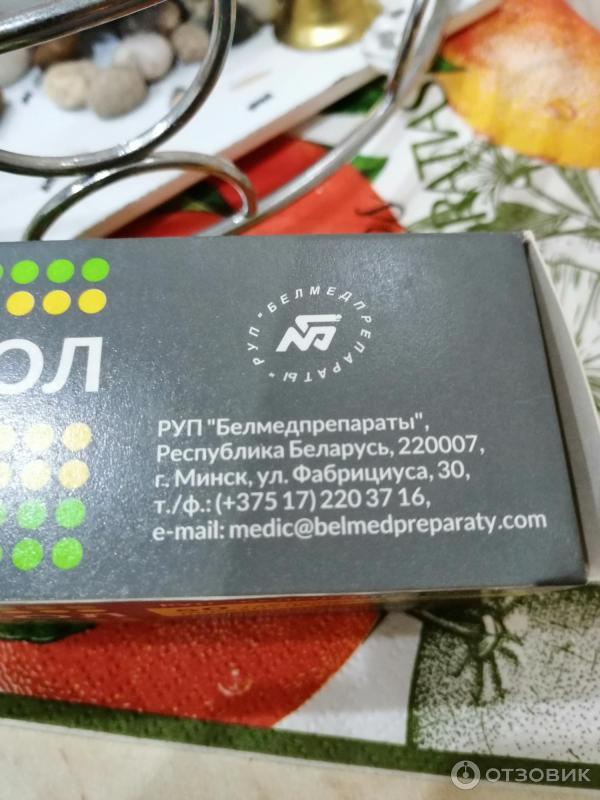 РУП "БЕЛМЕДПРЕПАРАТЫ"
ОЛ
РУП "Белмедпрепараты",
Республика Беларусь, 220007,
г. Минск, ул. Фабрициуса, 30,
т./ф.: (+375 17) 220 37 16,
e-mail: medic@belmedpreparaty.com
ОТЗОВИК